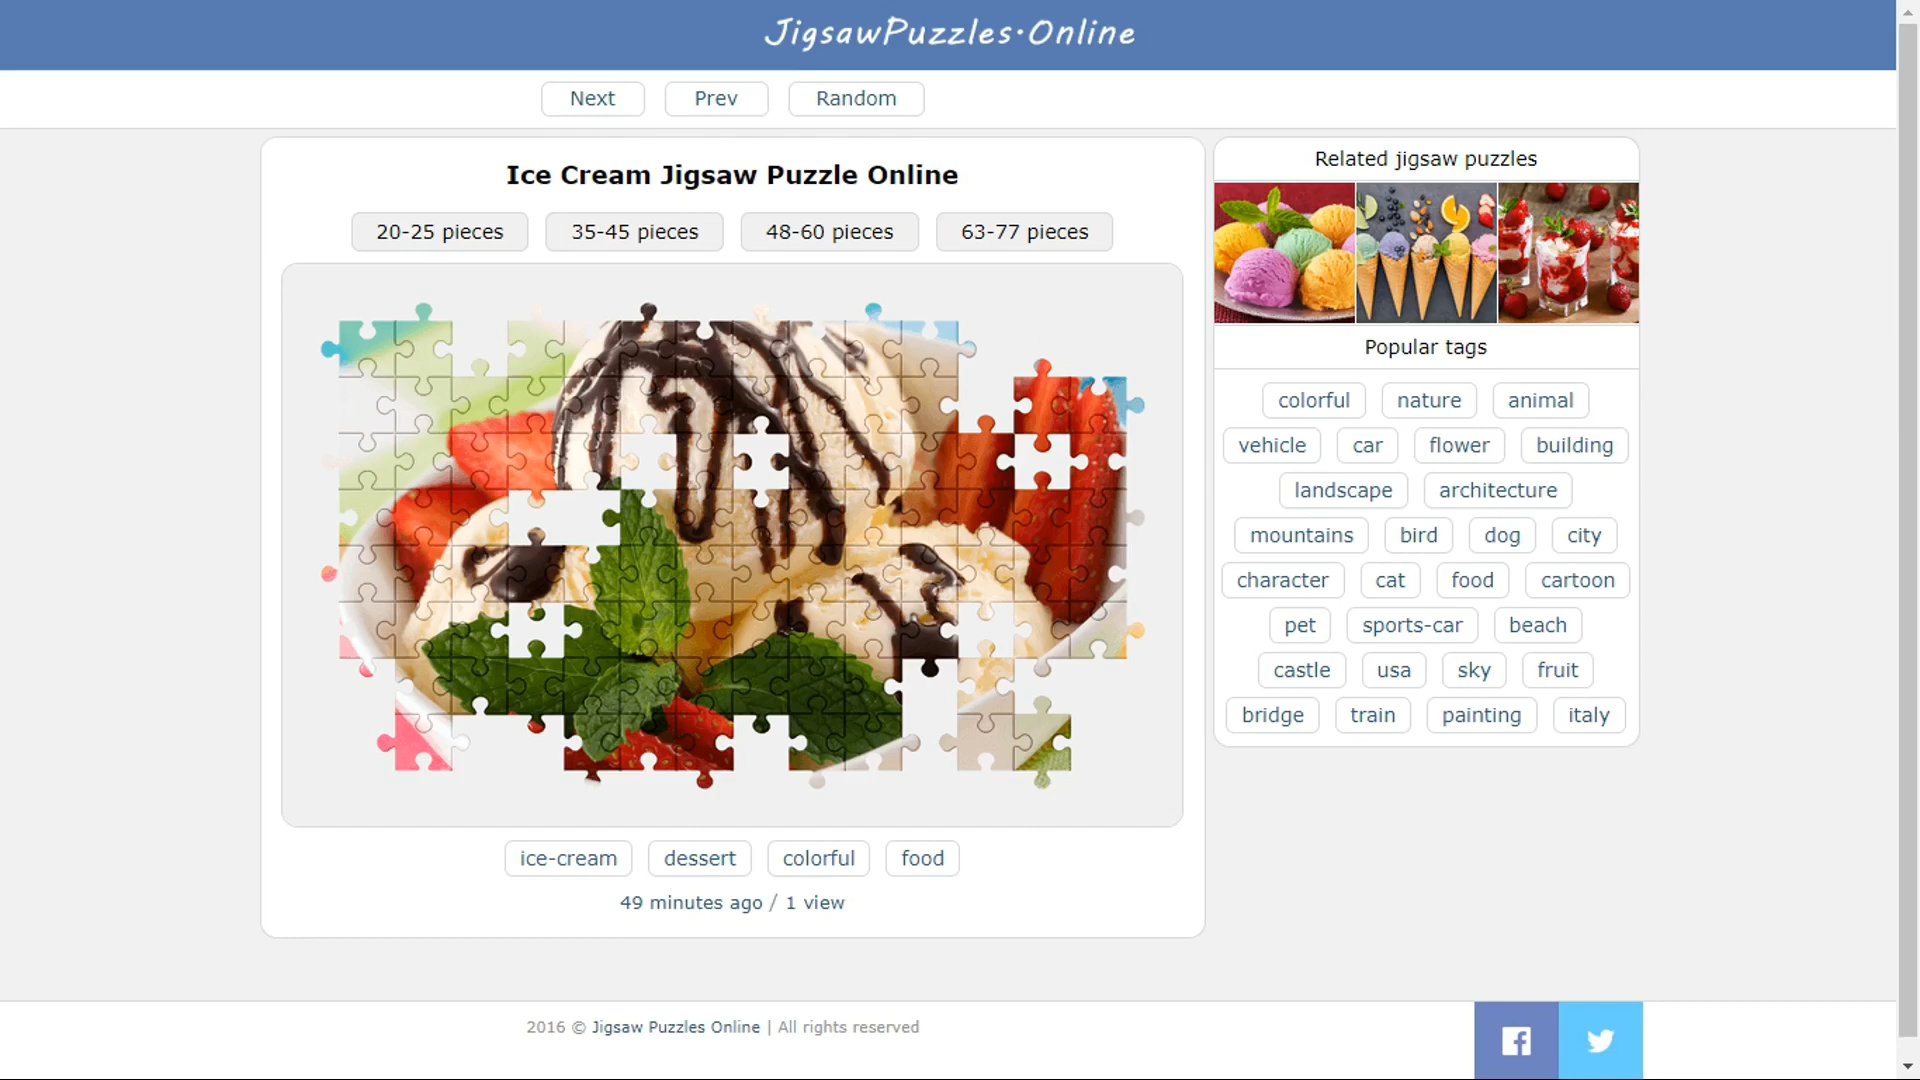 JigsawPuzzles·Online
Next Prev Random
Ice Cream Jigsaw Puzzle Online
20-25 pieces 35-45 pieces 48-60 pieces 63-77 pieces
ice-cream dessert colorful food
49 minutes ago / 1 view
Related jigsaw puzzles
Popular tags
colorful nature animal
vehicle car flower building
landscape architecture
mountains bird dog city
character cat food cartoon
pet sports-car beach
castle usa sky fruit
bridge train painting italy
2016 © Jigsaw Puzzles Online | All rights reserved